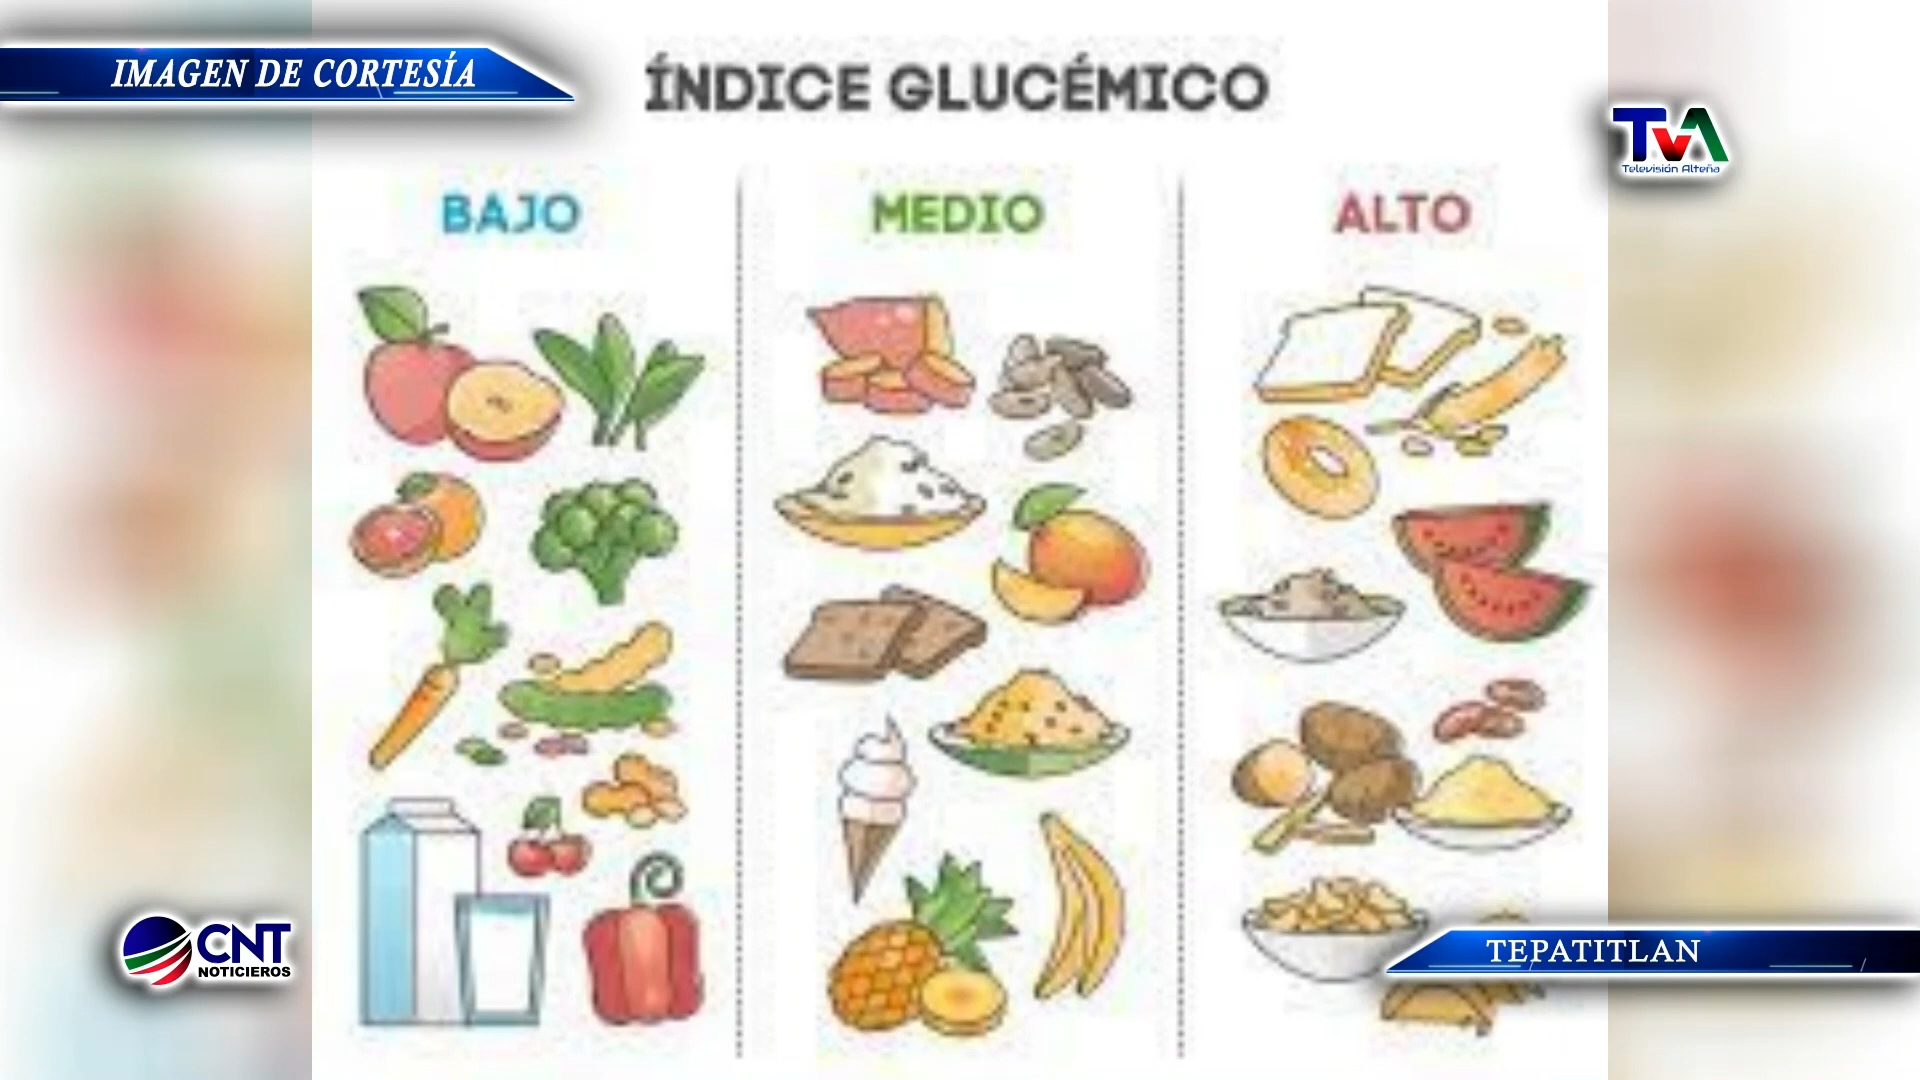 IMAGEN DE CORTESÍA
ÍNDICE GLUCÉMICO
TvA
Televisión Alteña
BAJO
MEDIO
ALTO
CNT
NOTICIEROS
TEPATITLAN